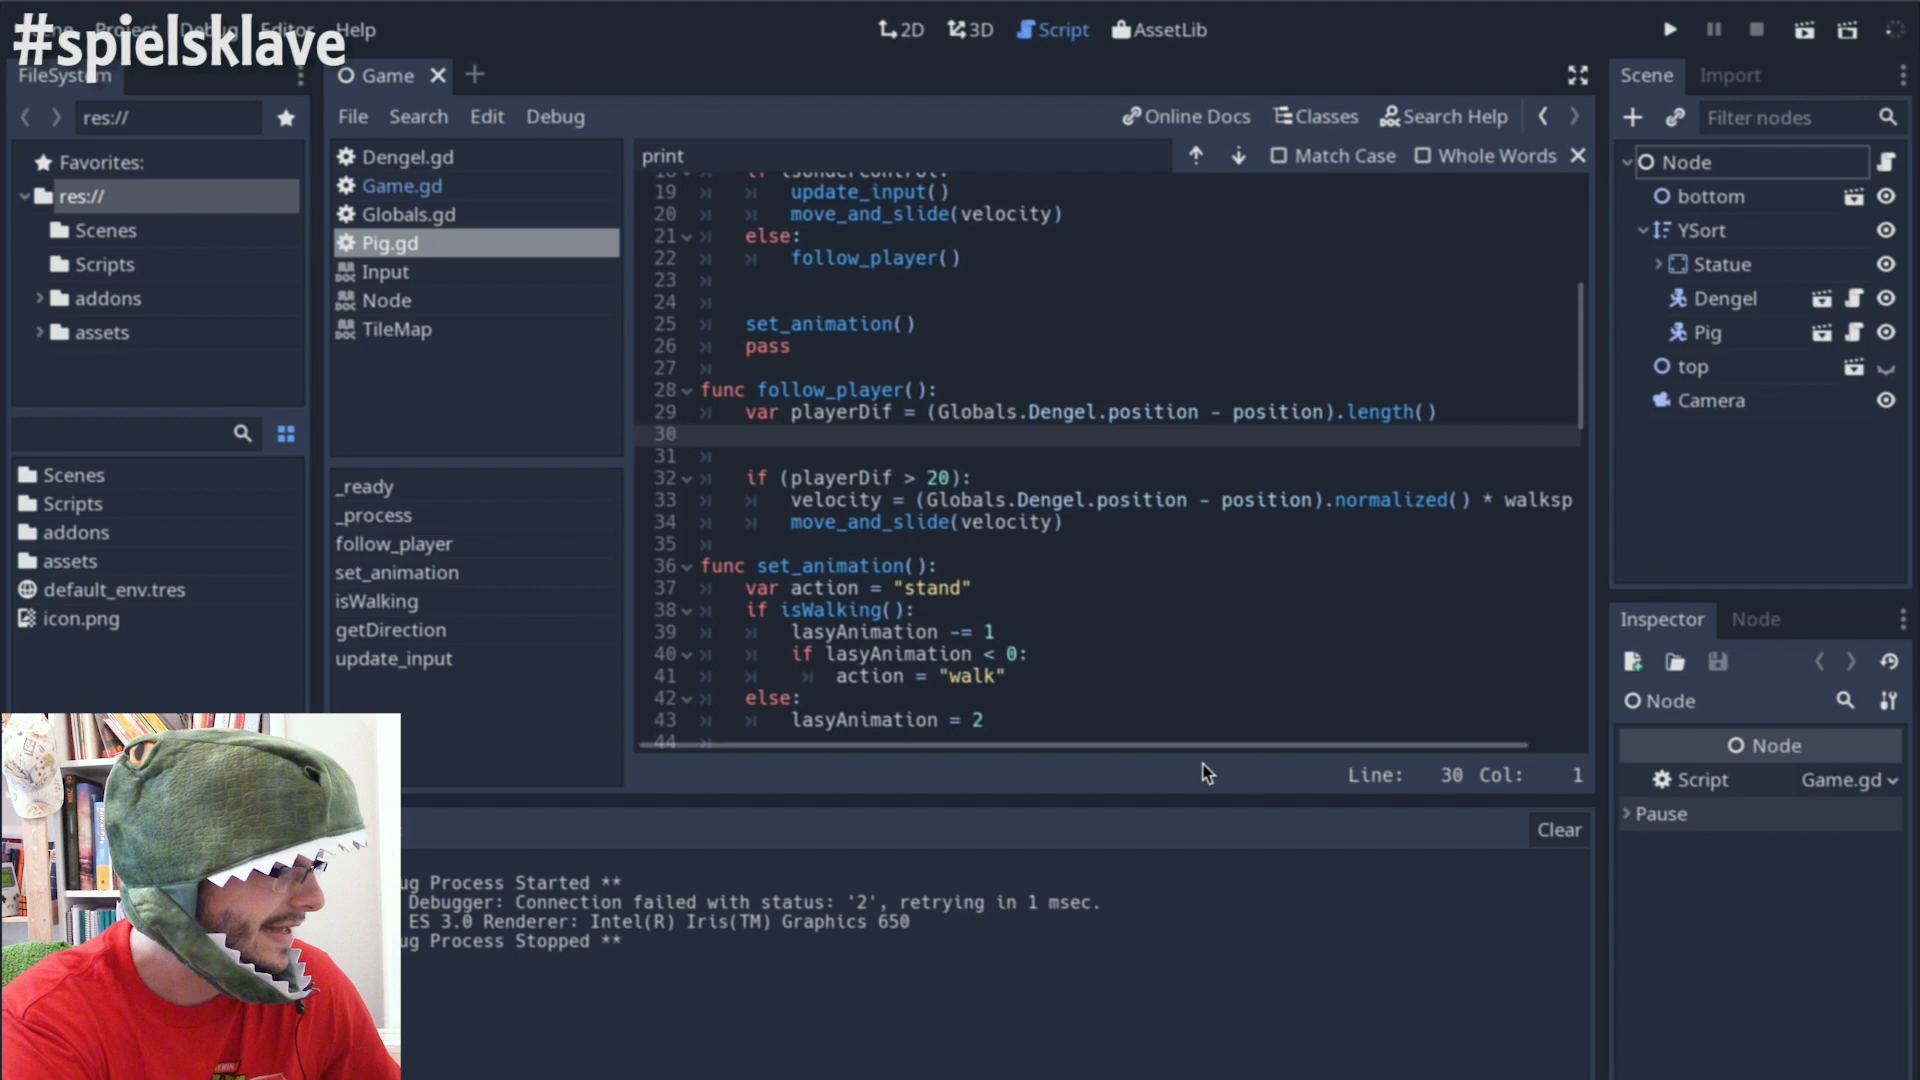 #spielsklave
Scene Project Debug Editor Help
2D 3D Script AssetLib
FileSystem
res://
Favorites:
res://
Scenes
Scripts
addons
assets
Scenes
Scripts
addons
assets
default_env.tres
icon.png
Game
File Search Edit Debug
Online Docs Classes Search Help
Dengel.gd
Game.gd
Globals.gd
Pig.gd
Input
Node
TileMap
_ready
_process
follow_player
set_animation
isWalking
getDirection
update_input
print
Match Case Whole Words
19 update_input()
20 move_and_slide(velocity)
21 else:
22 follow_player()
23
24
25 set_animation()
26 pass
27
28 func follow_player():
29 var playerDif = (Globals.Dengel.position - position).length()
30
31
32 if (playerDif > 20):
33 velocity = (Globals.Dengel.position - position).normalized() * walksp
34 move_and_slide(velocity)
35
36 func set_animation():
37 var action = "stand"
38 if isWalking():
39 lasyAnimation -= 1
40 if lasyAnimation < 0:
41 action = "walk"
42 else:
43 lasyAnimation = 2
44
Line: 30 Col: 1
Clear
ug Process Started **
Debugger: Connection failed with status: '2', retrying in 1 msec.
ES 3.0 Renderer: Intel(R) Iris(TM) Graphics 650
ug Process Stopped **
Scene Import
Filter nodes
Node
bottom
YSort
Statue
Dengel
Pig
top
Camera
Inspector Node
Node
Node
Script Game.gd
Pause